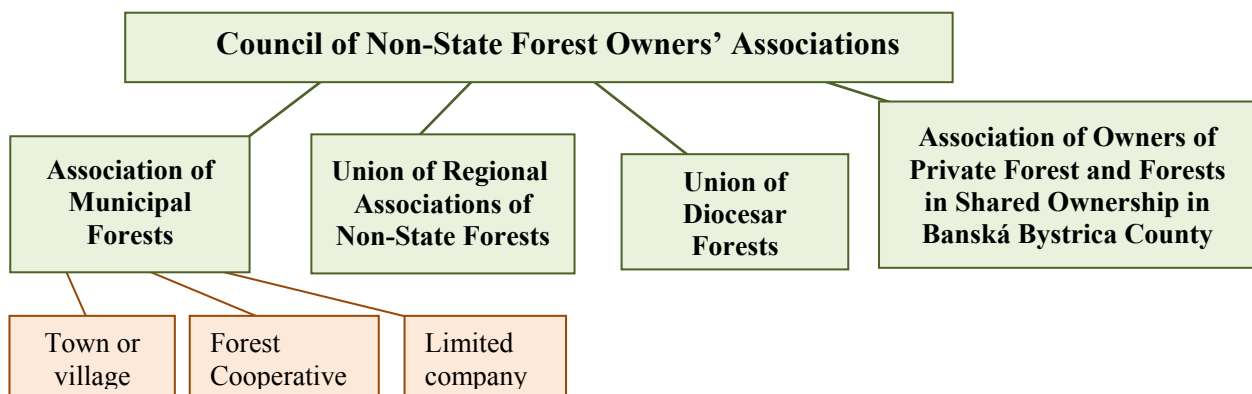 Council of Non-State Forest Owners’ Associations
Association of
Municipal
Forests
Union of Regional
Associations of
Non-State Forests
Union of
Diocesar
Forests
Association of Owners of
Private Forest and Forests
in Shared Ownership in
Banská Bystrica County
Town or
village
Forest
Cooperative
Limited
company